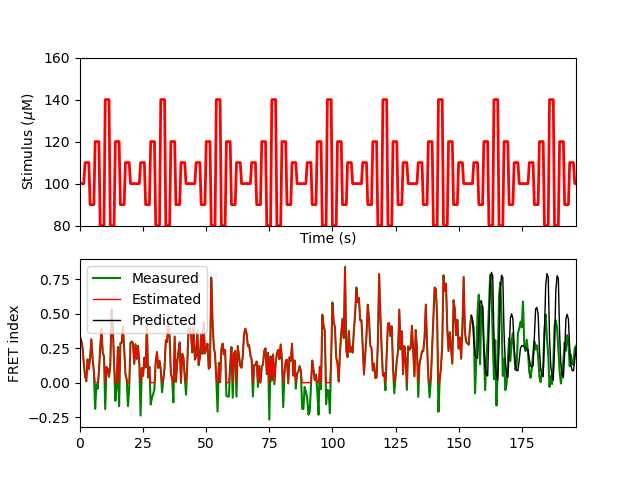 160
140
120
100
80
Stimulus (μM)
Time (s)
Measured
Estimated
Predicted
0.75
0.50
0.25
0.00
−0.25
FRET index
0 25 50 75 100 125 150 175